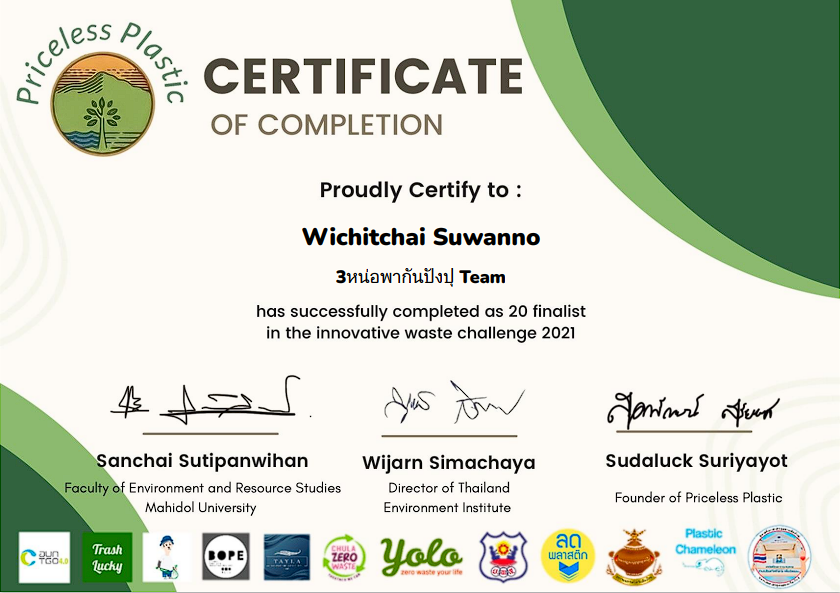 Priceless Plastic
CERTIFICATE
OF COMPLETION
Proudly Certify to :
Wichitchai Suwanno
3หน่อพากันปังปุ Team
has successfully completed as 20 finalist
in the innovative waste challenge 2021
Sanchai Sutipanwihan
Faculty of Environment and Resource Studies
Mahidol University
Wijarn Simachaya
Director of Thailand
Environment Institute
Sudaluck Suriyayot
Founder of Priceless Plastic
Trash
Lucky
BOPE
TAYLA
CHULA
ZERO
WASTE
Yolo
zero waste your life
ลด
พลาสติก
Plastic
Chameleon